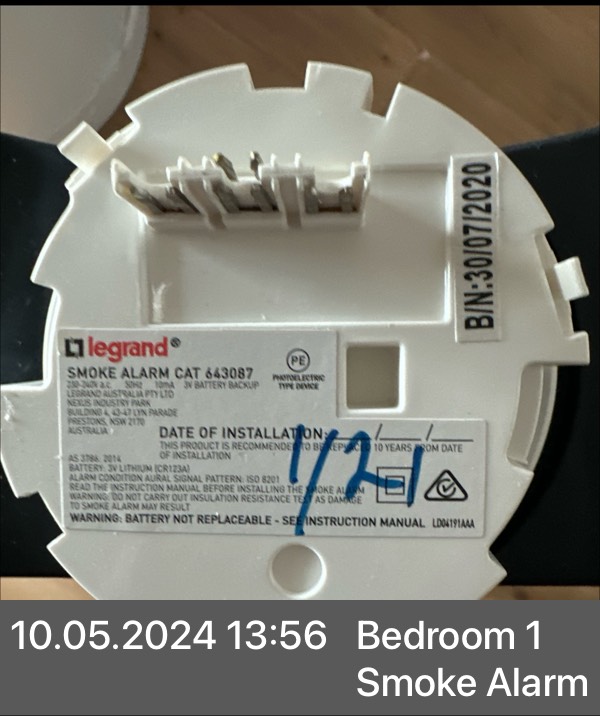 B/N:30/07/2020
legrand®
SMOKE ALARM CAT 643087
220-240V a.c. 50Hz 10mA 3V BATTERY BACKUP
LEGRAND AUSTRALIA PTY LTD
NEXUS INDUSTRY PARK
BUILDING 4, 43-47 LYN PARADE
PRESTONS, NSW 2170
AUSTRALIA
PE
PHOTOELECTRIC
TYPE DEVICE
DATE OF INSTALLATION: __/__/__
1/21
THIS PRODUCT IS RECOMMENDED TO BE REPLACED 10 YEARS FROM DATE
OF INSTALLATION
AS 3786. 2014
BATTERY: 3V LITHIUM (CR123A)
ALARM CONDITION AURAL SIGNAL PATTERN: ISO 8201
READ THE INSTRUCTION MANUAL BEFORE INSTALLING THE SMOKE ALARM
WARNING: DO NOT CARRY OUT INSULATION RESISTANCE TEST AS DAMAGE
TO SMOKE ALARM MAY RESULT
WARNING: BATTERY NOT REPLACEABLE - SEE INSTRUCTION MANUAL LD04191AAA
10.05.2024 13:56 Bedroom 1
Smoke Alarm